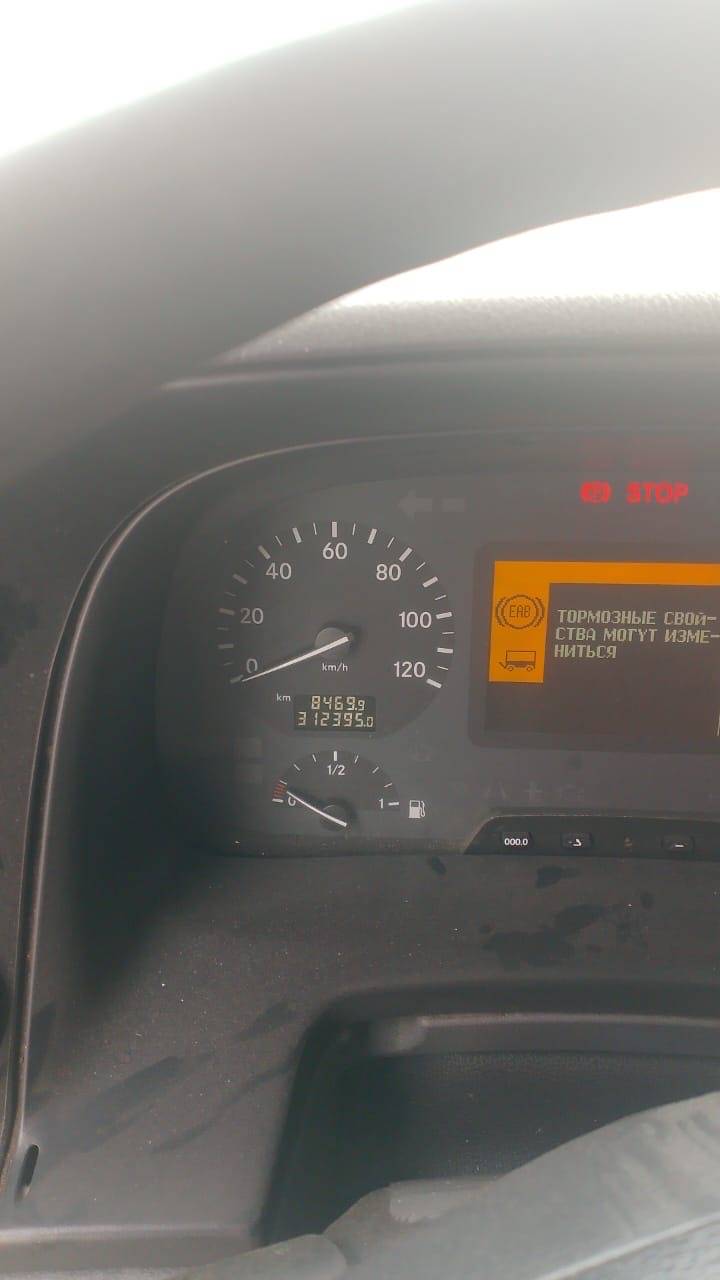 STOP
60
40
80
20
100
0
120
km/h
km
8469.9
312395.0
EAB
ТОРМОЗНЫЕ СВОЙ-
СТВА МОГУТ ИЗМЕ-
НИТЬСЯ
1/2
0
1
000.0